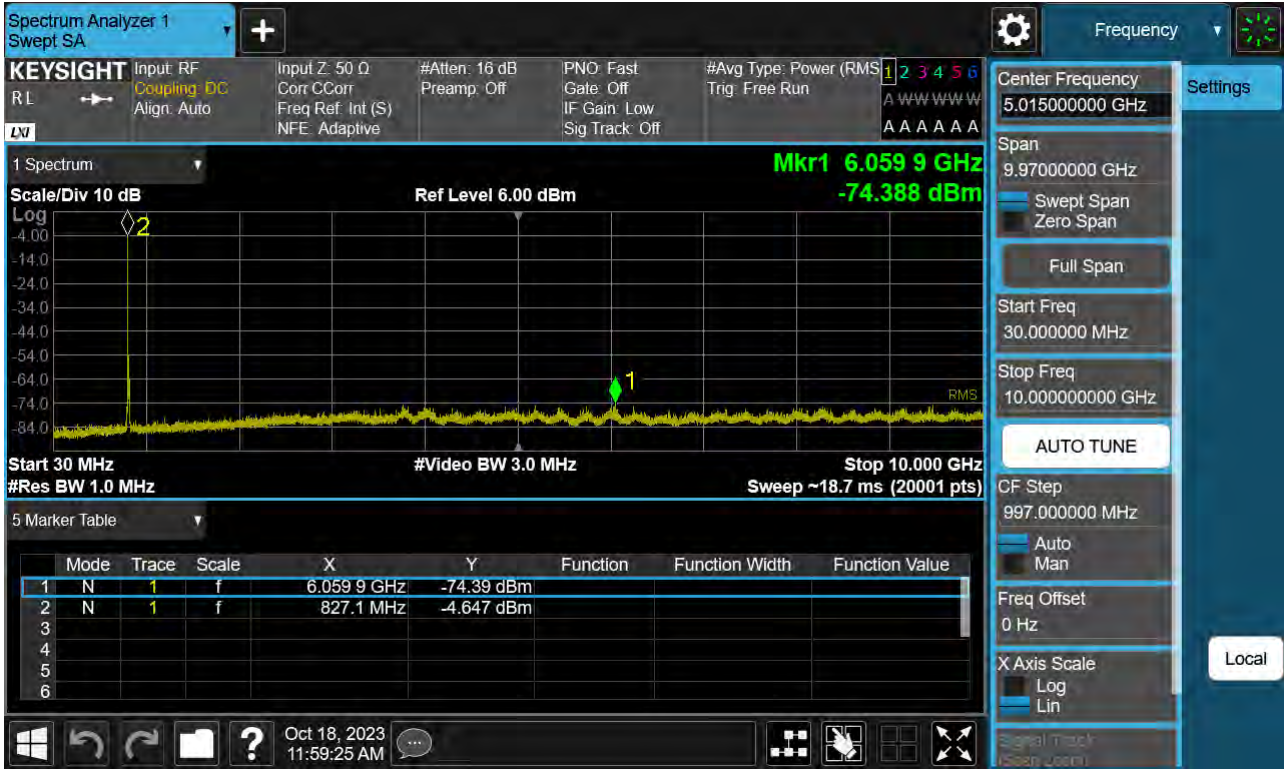 Spectrum Analyzer 1
Swept SA
Frequency
KEYSIGHT
R L
LXI
Input: RF
Coupling: DC
Align: Auto
Input Z: 50 Ω
Corr CCorr
Freq Ref: Int (S)
NFE: Adaptive
#Atten: 16 dB
Preamp: Off
PNO: Fast
Gate: Off
IF Gain: Low
Sig Track: Off
#Avg Type: Power (RMS
Trig: Free Run
1 2 3 4 5 6
A W W W W W
A A A A A A
1 Spectrum
Scale/Div 10 dB
Ref Level 6.00 dBm
Mkr1 6.059 9 GHz
-74.388 dBm
Log
2
-4.00
-14.0
-24.0
-34.0
-44.0
-54.0
-64.0
1
-74.0
RMS
-84.0
Start 30 MHz
#Video BW 3.0 MHz
Stop 10.000 GHz
#Res BW 1.0 MHz
Sweep ~18.7 ms (20001 pts)
5 Marker Table
Mode Trace Scale X Y Function Function Width Function Value
1 N 1 f 6.059 9 GHz -74.39 dBm
2 N 1 f 827.1 MHz -4.647 dBm
3
4
5
6
Oct 18, 2023
11:59:25 AM
Center Frequency
5.015000000 GHz
Span
9.97000000 GHz
Swept Span
Zero Span
Full Span
Start Freq
30.000000 MHz
Stop Freq
10.000000000 GHz
AUTO TUNE
CF Step
997.000000 MHz
Auto
Man
Freq Offset
0 Hz
X Axis Scale
Log
Lin
Signal Track
(Span Zoom)
Settings
Local